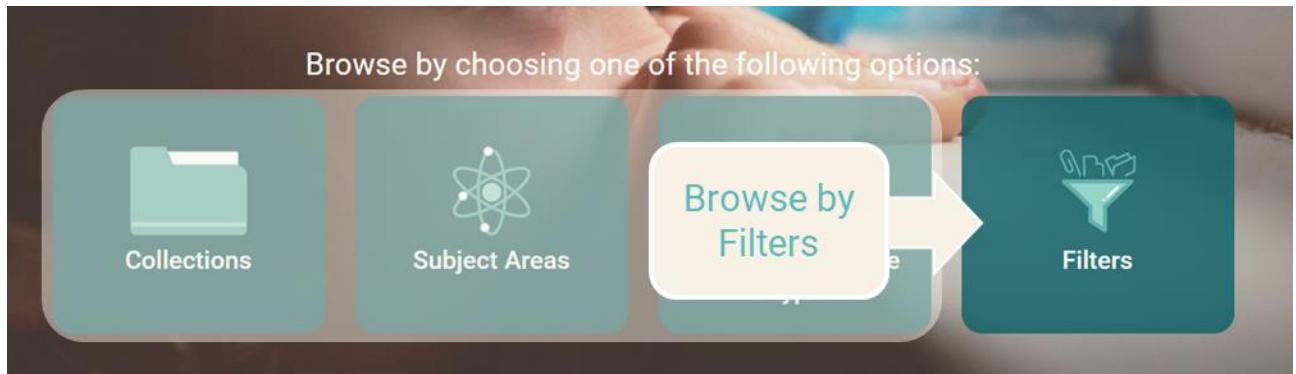 Browse by choosing one of the following options:
Collections
Subject Areas
Browse by
Filters
Filters